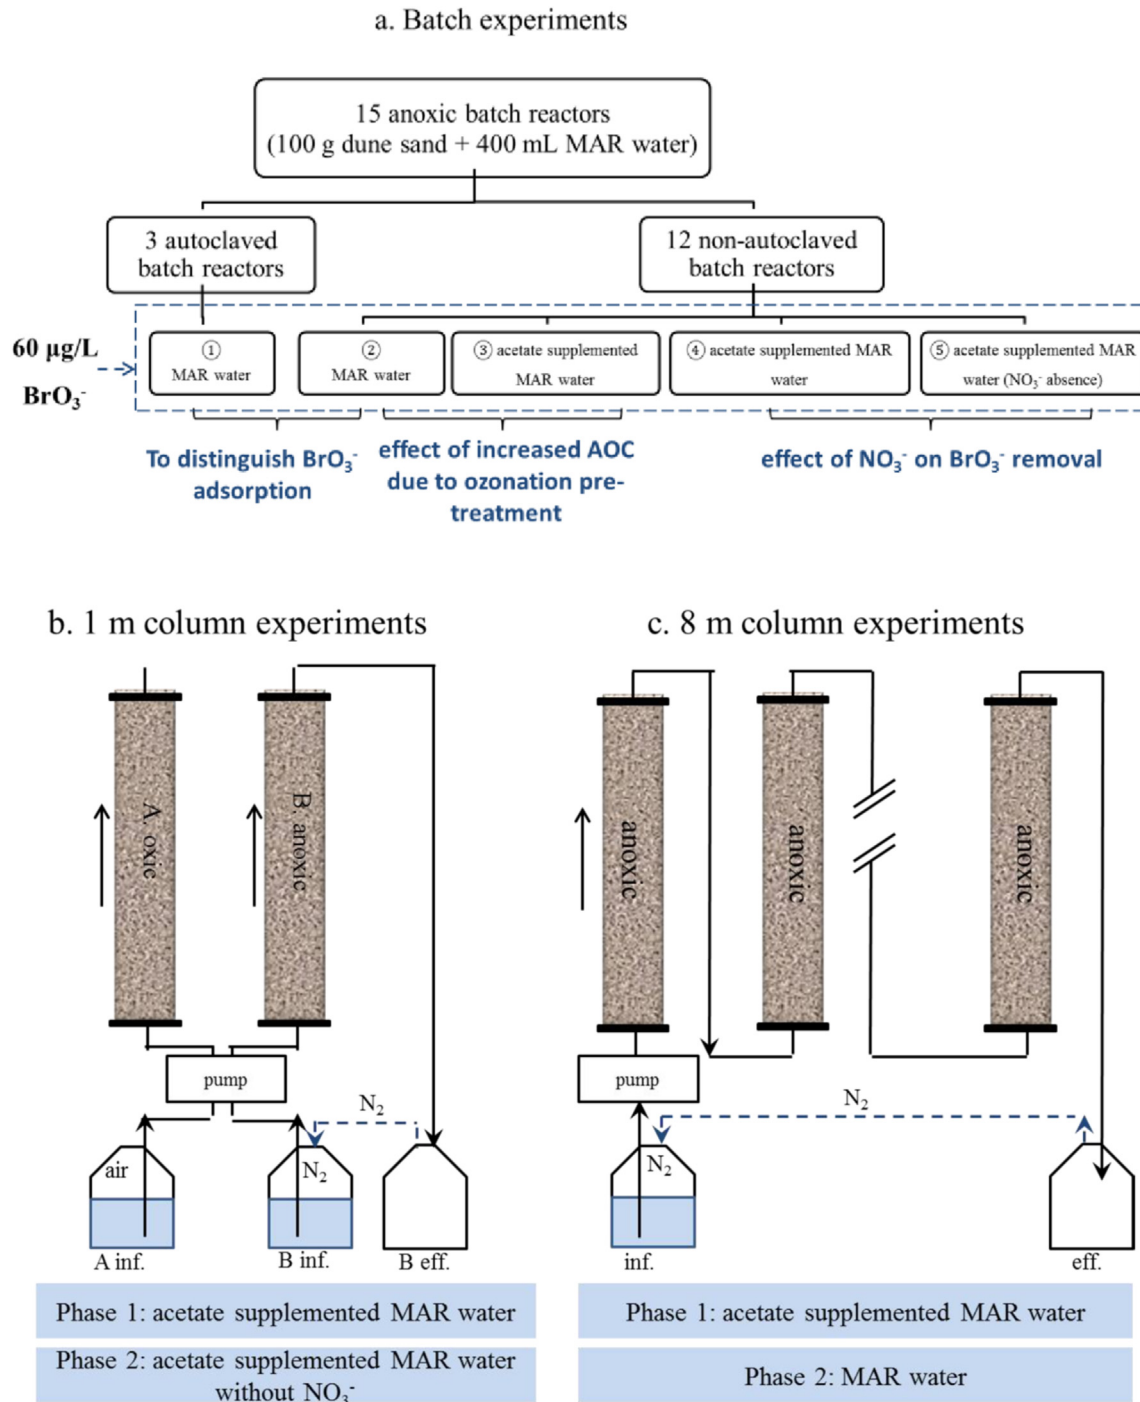 a. Batch experiments
15 anoxic batch reactors
(100 g dune sand + 400 mL MAR water)
3 autoclaved
batch reactors
12 non-autoclaved
batch reactors
60 µg/L
BrO₃⁻
①
MAR water
②
MAR water
③ acetate supplemented
MAR water
④ acetate supplemented MAR
water
⑤ acetate supplemented MAR
water (NO₃⁻ absence)
To distinguish BrO₃⁻
adsorption
effect of increased AOC
due to ozonation pre-
treatment
effect of NO₃⁻ on BrO₃⁻ removal
b. 1 m column experiments
A. oxic
B. anoxic
pump
N₂
air
N₂
A inf.
B inf.
B eff.
Phase 1: acetate supplemented MAR water
Phase 2: acetate supplemented MAR water
without NO₃⁻
c. 8 m column experiments
anoxic
anoxic
anoxic
pump
N₂
N₂
inf.
eff.
Phase 1: acetate supplemented MAR water
Phase 2: MAR water